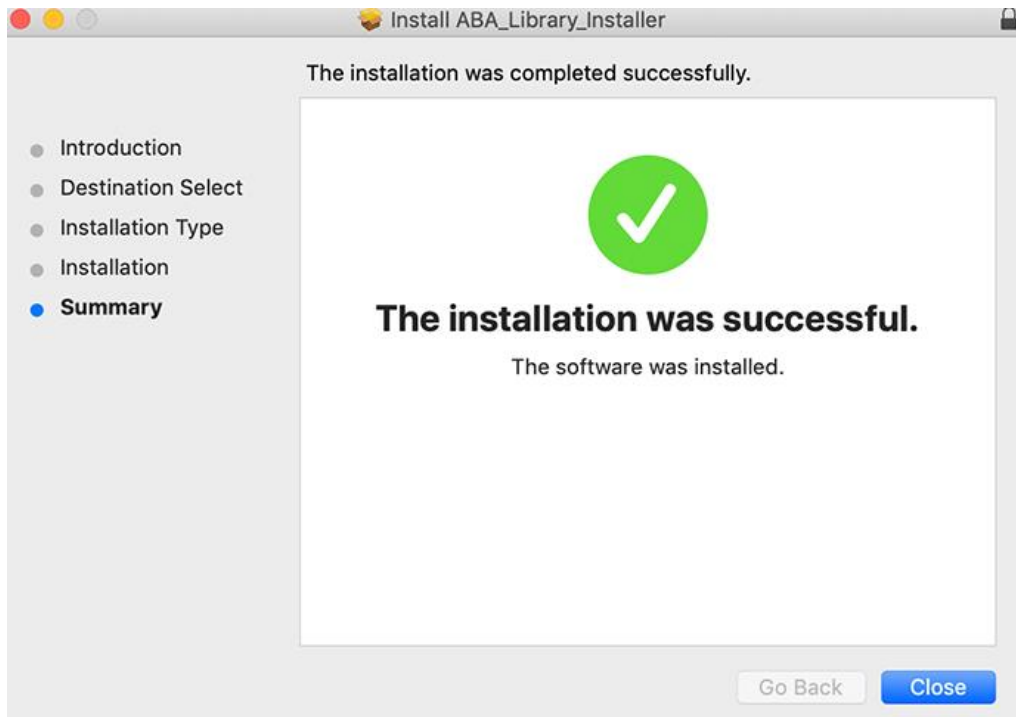 Install ABA_Library_Installer
The installation was completed successfully.
Introduction
Destination Select
Installation Type
Installation
Summary
The installation was successful.
The software was installed.
Go Back
Close